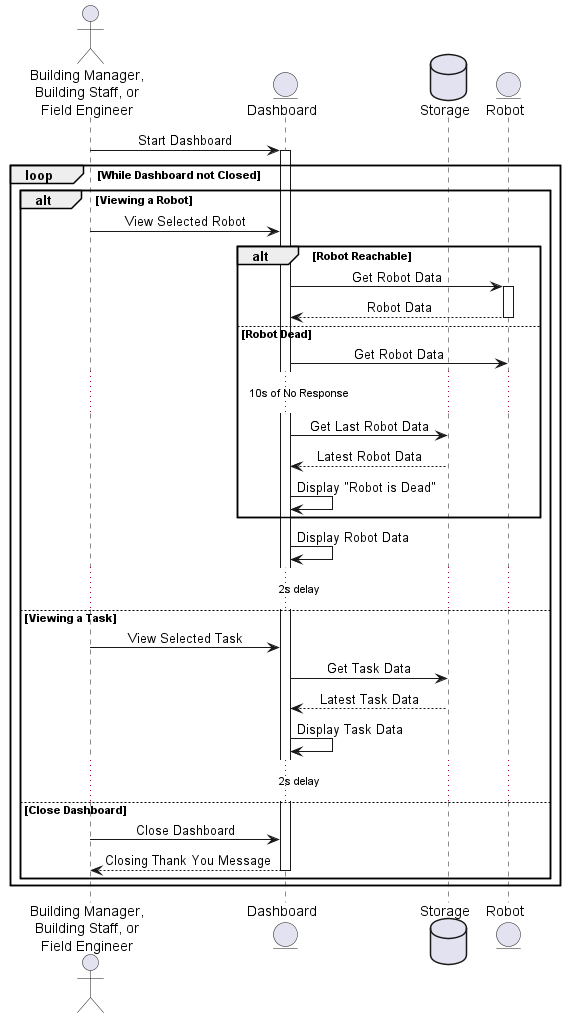 Building Manager,
Building Staff, or
Field Engineer
Dashboard
Storage
Robot
Start Dashboard
loop
[While Dashboard not Closed]
alt
[Viewing a Robot]
View Selected Robot
alt
[Robot Reachable]
Get Robot Data
Robot Data
[Robot Dead]
Get Robot Data
10s of No Response
Get Last Robot Data
Latest Robot Data
Display "Robot is Dead"
Display Robot Data
2s delay
[Viewing a Task]
View Selected Task
Get Task Data
Latest Task Data
Display Task Data
2s delay
[Close Dashboard]
Close Dashboard
Closing Thank You Message
Building Manager,
Building Staff, or
Field Engineer
Dashboard
Storage
Robot